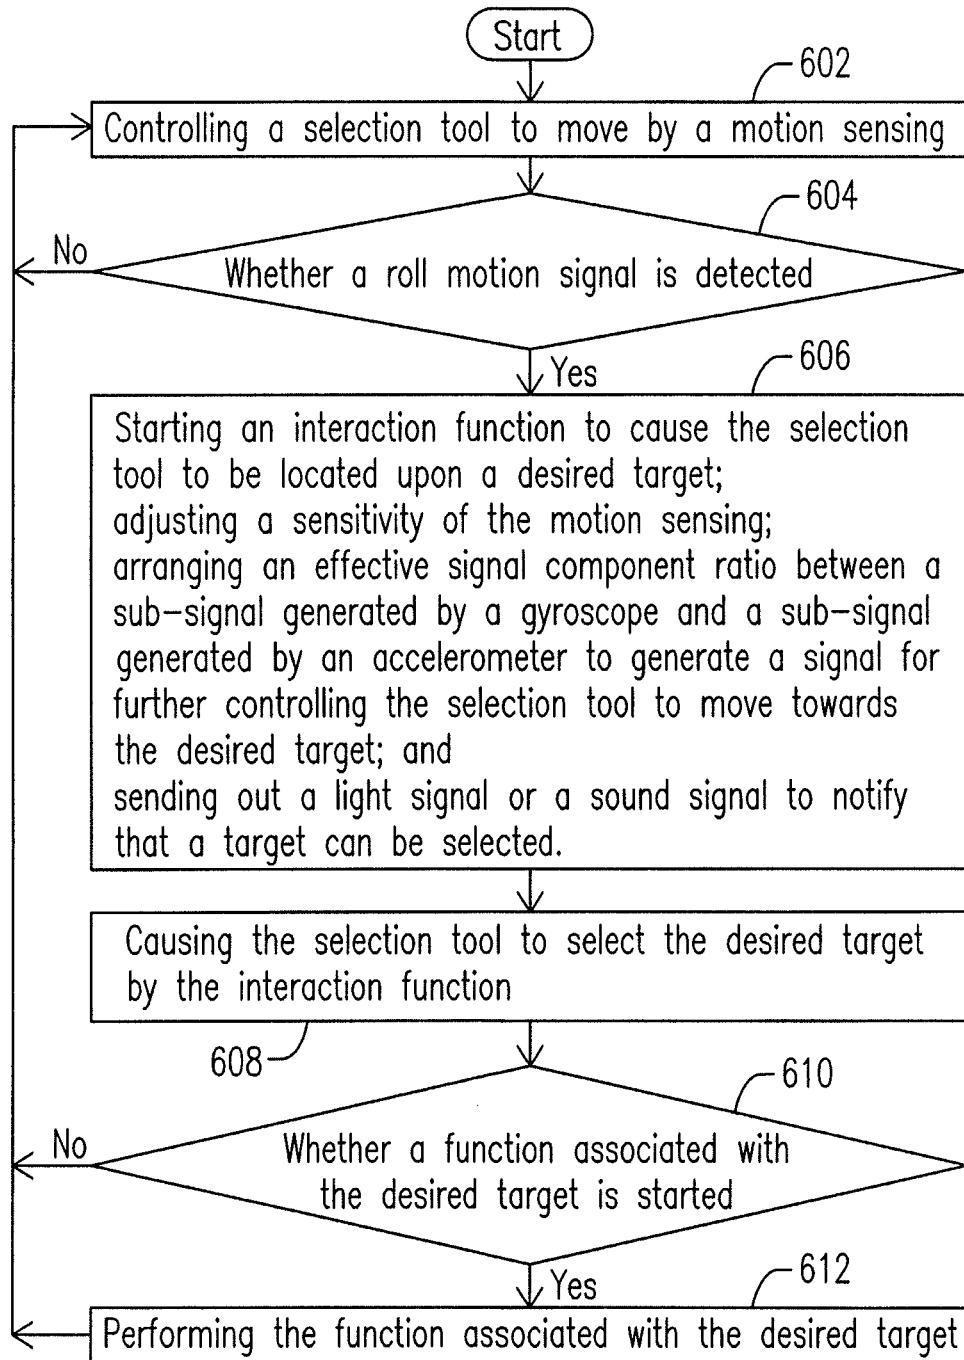 Start
602
Controlling a selection tool to move by a motion sensing
604
No
Whether a roll motion signal is detected
Yes
606
Starting an interaction function to cause the selection
tool to be located upon a desired target;
adjusting a sensitivity of the motion sensing;
arranging an effective signal component ratio between a
sub-signal generated by a gyroscope and a sub-signal
generated by an accelerometer to generate a signal for
further controlling the selection tool to move towards
the desired target; and
sending out a light signal or a sound signal to notify
that a target can be selected.
Causing the selection tool to select the desired target
by the interaction function
608
610
No
Whether a function associated with
the desired target is started
Yes
612
Performing the function associated with the desired target